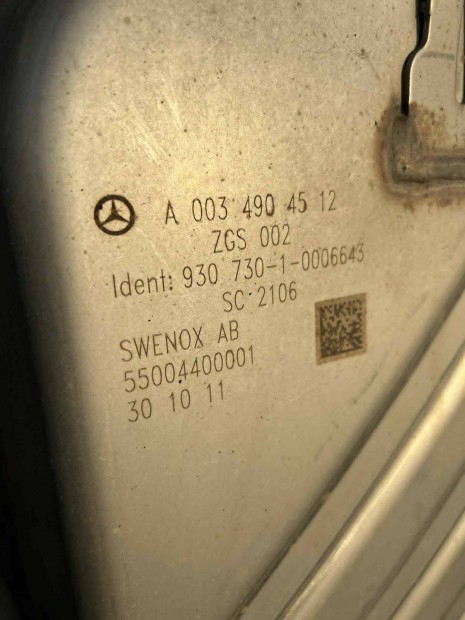 A 003 490 45 12
ZGS 002
Ident: 930 730-1-0006643
SC 2106
SWENOX AB
55004400001
30 10 11